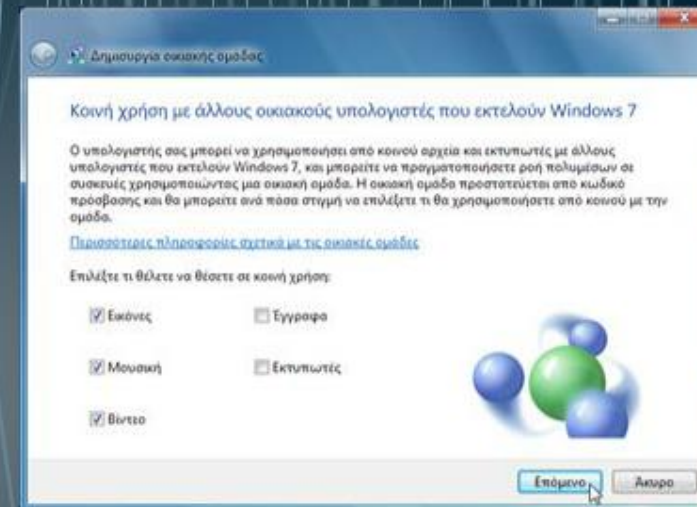 Δημιουργία οικιακής ομάδας
Κοινή χρήση με άλλους οικιακούς υπολογιστές που εκτελούν Windows 7
Ο υπολογιστής σας μπορεί να χρησιμοποιήσει από κοινού αρχεία και εκτυπωτές με άλλους
υπολογιστές που εκτελούν Windows 7, και μπορείτε να πραγματοποιήσετε ροή πολυμέσων σε
συσκευές χρησιμοποιώντας μια οικιακή ομάδα. Η οικιακή ομάδα προστατεύεται από κωδικό
πρόσβασης και θα μπορείτε ανά πάσα στιγμή να επιλέξετε τι θα χρησιμοποιήσετε από κοινού με την
ομάδα.
Περισσότερες πληροφορίες σχετικά με τις οικιακές ομάδες
Επιλέξτε τι θέλετε να θέσετε σε κοινή χρήση:
Εικόνες Έγγραφα
Μουσική Εκτυπωτές
Βίντεο
Επόμενο Άκυρο